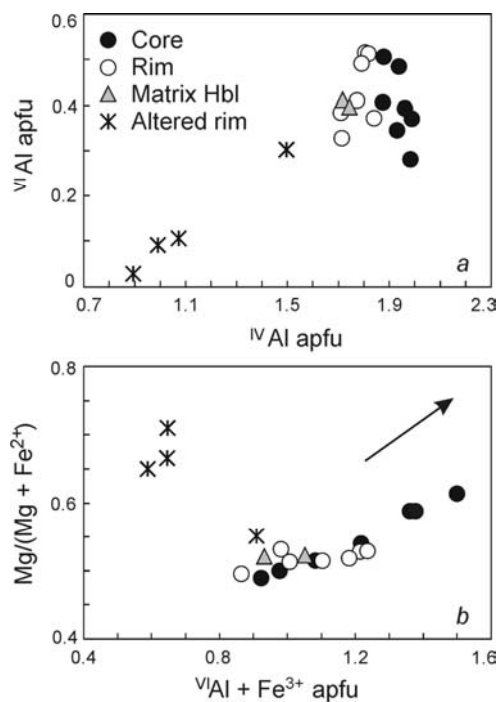 0.6
0.4
0.2
0
VIAl apfu
Core
Rim
Matrix Hbl
Altered rim
a
0.7 1.1 1.5 1.9 2.3
IVAl apfu
0.8
0.6
0.4
Mg/(Mg + Fe2+)
b
0.4 0.8 1.2 1.6
VIAl + Fe3+ apfu